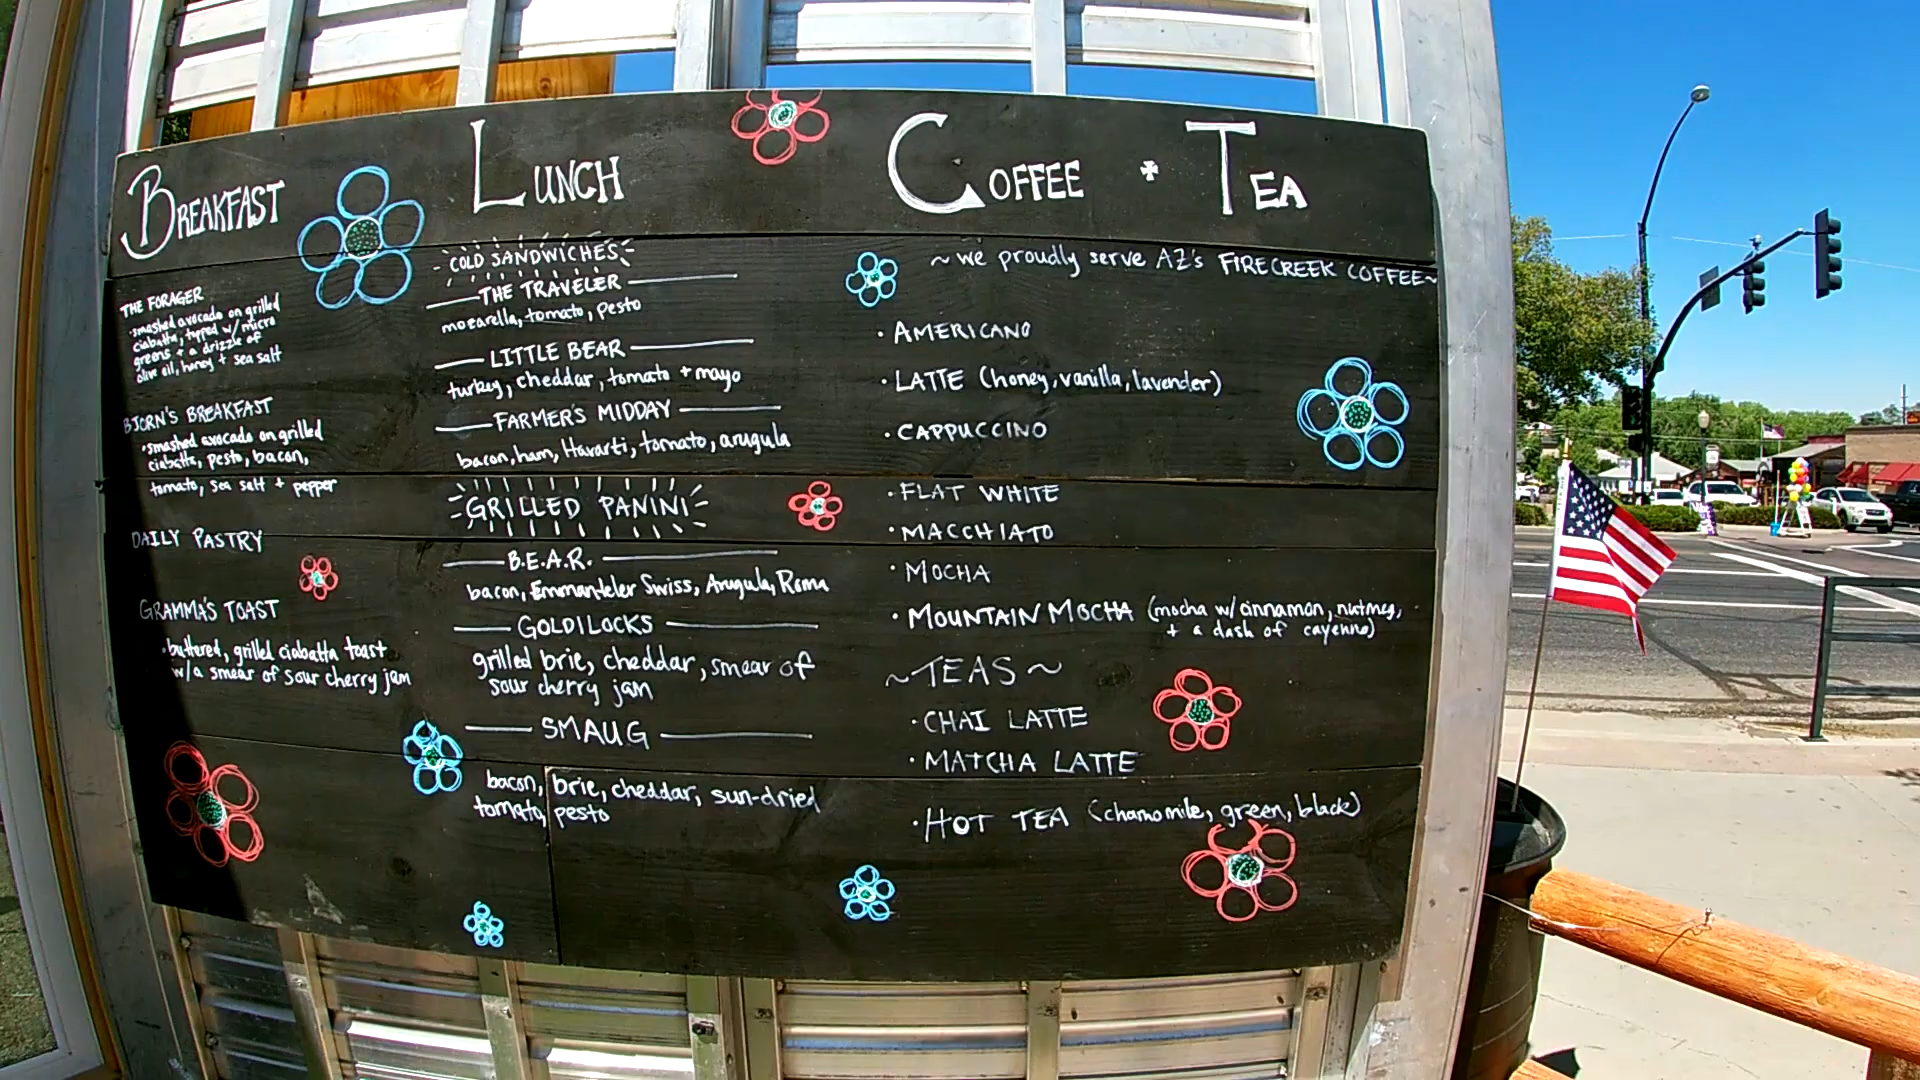 BREAKFAST
THE FORAGER
·smashed avocado on grilled
ciabatta, topped w/ micro
greens + a drizzle of
olive oil, honey + sea salt
BJORN'S BREAKFAST
·smashed avocado on grilled
ciabatta, pesto, bacon,
tomato, sea salt + pepper
DAILY PASTRY
GRAMMA'S TOAST
·buttered, grilled ciabatta toast
w/a smear of sour cherry jam
LUNCH
COLD SANDWICHES
THE TRAVELER
mozarella, tomato, pesto
LITTLE BEAR
turkey, cheddar, tomato + mayo
FARMER'S MIDDAY
bacon, ham, Havarti, tomato, arugula
GRILLED PANINI
B.E.A.R.
bacon, Emmanteler Swiss, Arugula, Roma
GOLDILOCKS
grilled brie, cheddar, smear of
sour cherry jam
SMAUG
bacon, brie, cheddar, sun-dried
tomato, pesto
COFFEE + TEA
~we proudly serve AZ's FIRECREEK COFFEE~
· AMERICANO
· LATTE (honey, vanilla, lavender)
· CAPPUCCINO
· FLAT WHITE
· MACCHIATO
· MOCHA
· MOUNTAIN MOCHA (mocha w/ cinnamon, nutmeg,
+ a dash of cayenne)
~TEAS~
· CHAI LATTE
· MATCHA LATTE
· HOT TEA (chamomile, green, black)